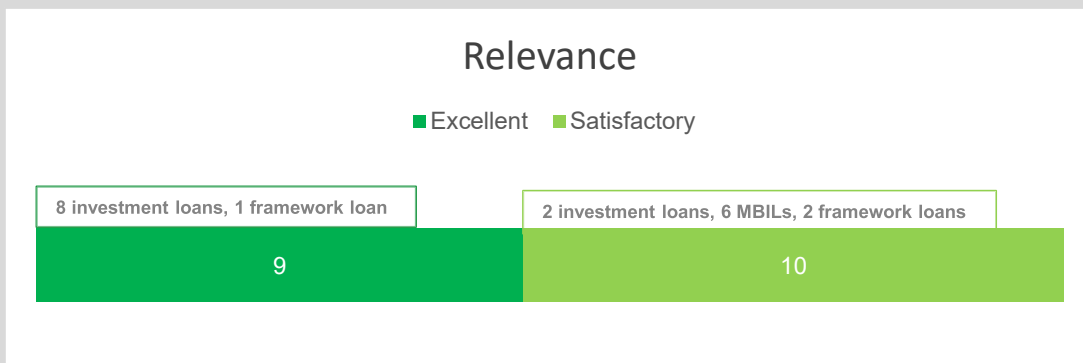 Relevance
Excellent Satisfactory
8 investment loans, 1 framework loan
2 investment loans, 6 MBILs, 2 framework loans
9 10